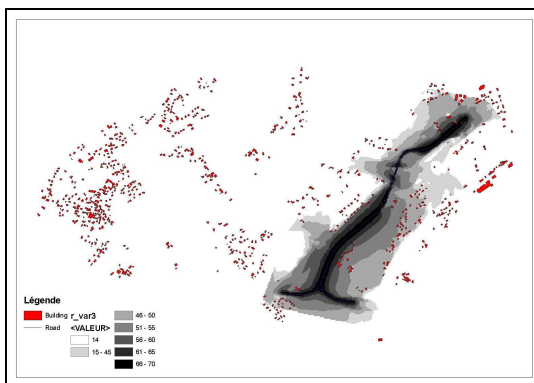 Légende
Building r_var3
Road <VALEUR>
14
15 - 45
46 - 50
51 - 55
56 - 60
61 - 65
66 - 70